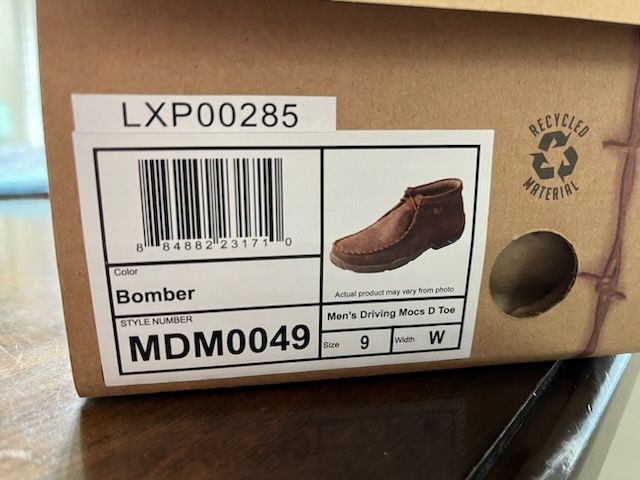 LXP00285
8 84882 23171 0
Color
Bomber
STYLE NUMBER
MDM0049
Actual product may vary from photo
Men's Driving Mocs D Toe
Size 9 Width W
RECYCLED
MATERIAL